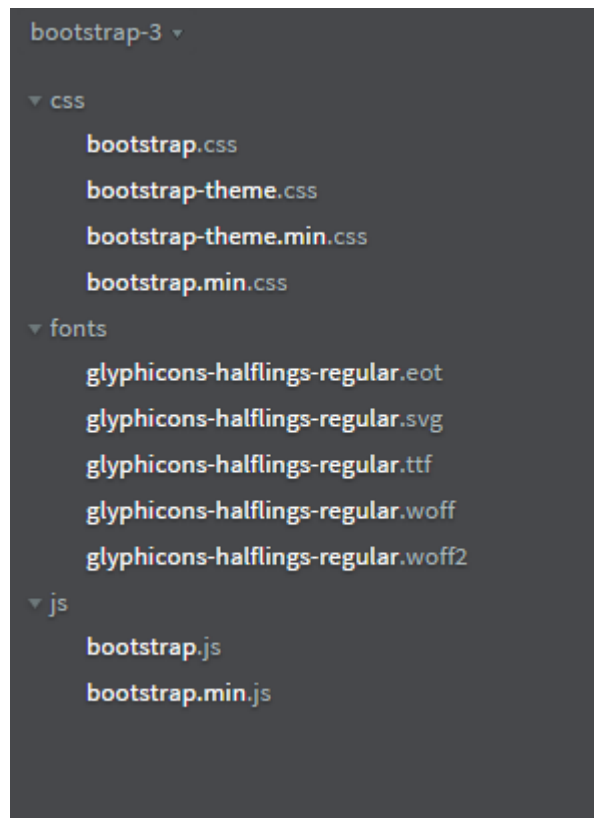 bootstrap-3
css
bootstrap.css
bootstrap-theme.css
bootstrap-theme.min.css
bootstrap.min.css
fonts
glyphicons-halflings-regular.eot
glyphicons-halflings-regular.svg
glyphicons-halflings-regular.ttf
glyphicons-halflings-regular.woff
glyphicons-halflings-regular.woff2
js
bootstrap.js
bootstrap.min.js